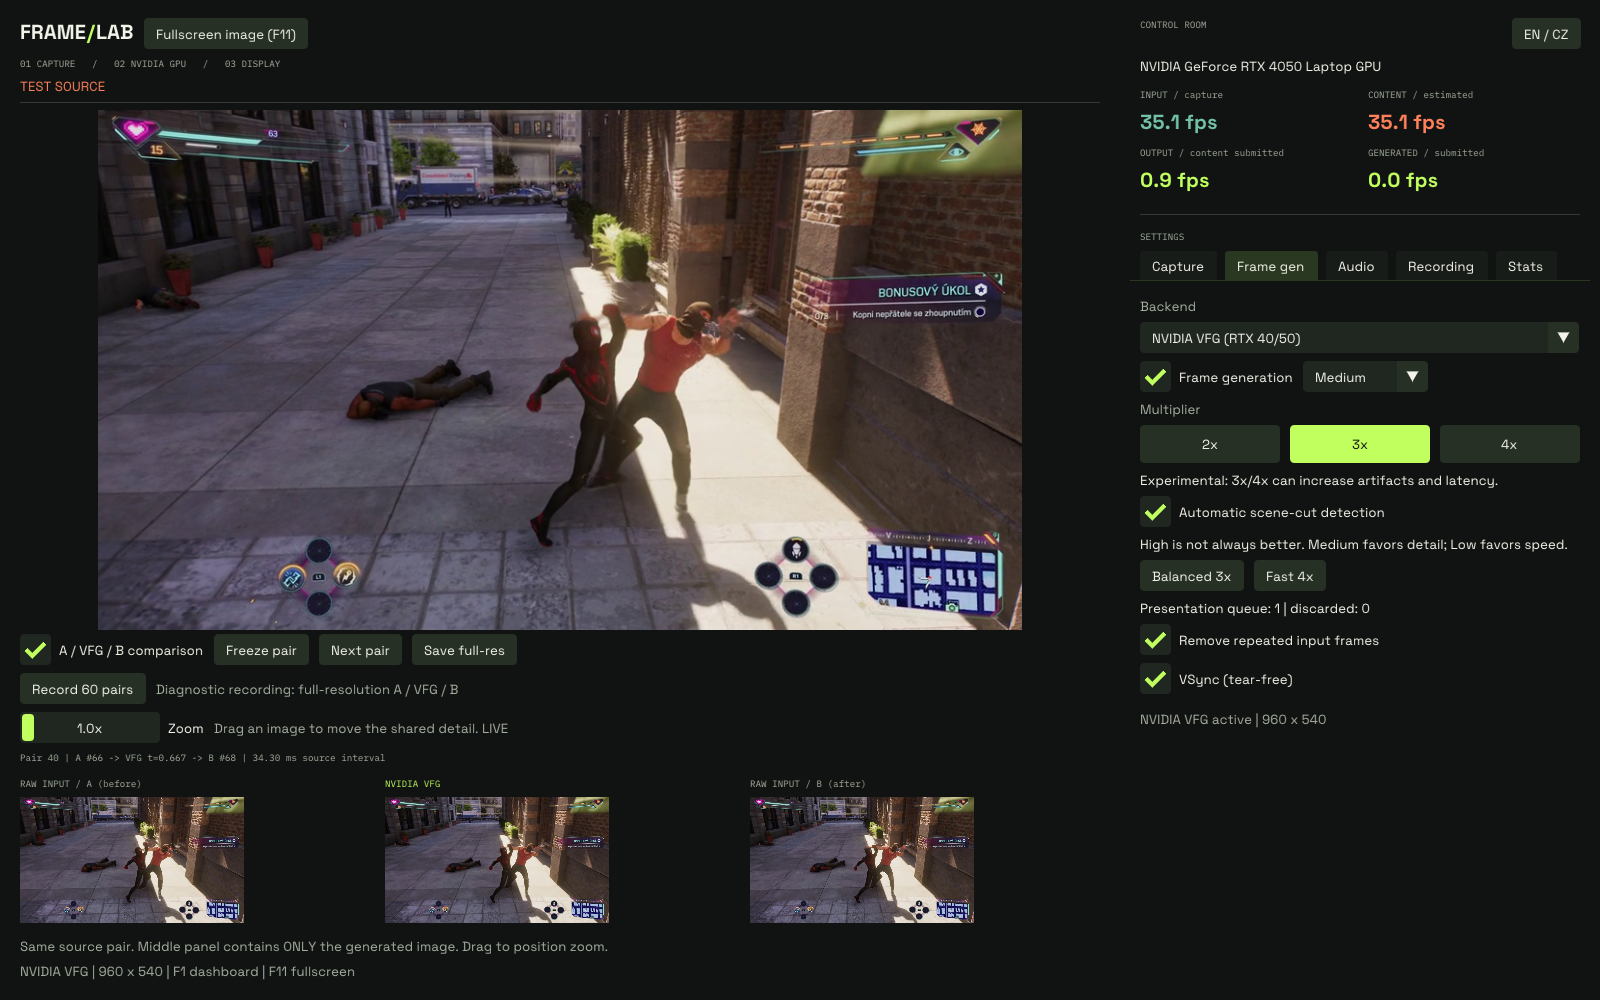 FRAME/LAB
Fullscreen image (F11)
01 CAPTURE / 02 NVIDIA GPU / 03 DISPLAY
TEST SOURCE
63
15
BONUSOVÝ ÚKOL
0/3 | Kopni nepřátele se zhoupnutím
L1
R1
A / VFG / B comparison
Freeze pair
Next pair
Save full-res
Record 60 pairs
Diagnostic recording: full-resolution A / VFG / B
1.0x
Zoom
Drag an image to move the shared detail. LIVE
Pair 40 | A #66 -> VFG t=0.667 -> B #68 | 34.30 ms source interval
RAW INPUT / A (before)
NVIDIA VFG
RAW INPUT / B (after)
Same source pair. Middle panel contains ONLY the generated image. Drag to position zoom.
NVIDIA VFG | 960 x 540 | F1 dashboard | F11 fullscreen
CONTROL ROOM
EN / CZ
NVIDIA GeForce RTX 4050 Laptop GPU
INPUT / capture
CONTENT / estimated
35.1 fps
35.1 fps
OUTPUT / content submitted
GENERATED / submitted
0.9 fps
0.0 fps
SETTINGS
Capture
Frame gen
Audio
Recording
Stats
Backend
NVIDIA VFG (RTX 40/50)
Frame generation
Medium
Multiplier
2x
3x
4x
Experimental: 3x/4x can increase artifacts and latency.
Automatic scene-cut detection
High is not always better. Medium favors detail; Low favors speed.
Balanced 3x
Fast 4x
Presentation queue: 1 | discarded: 0
Remove repeated input frames
VSync (tear-free)
NVIDIA VFG active | 960 x 540